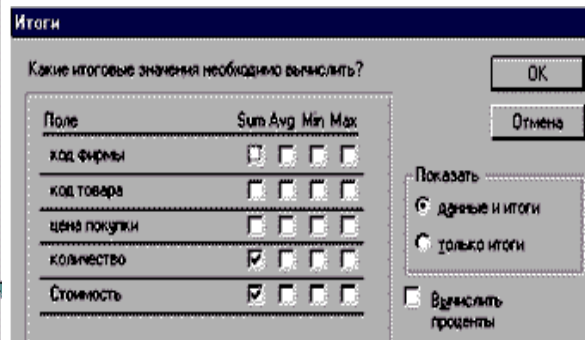 Итоги
Какие итоговые значения необходимо вычислить?
OK
Отмена
Поле Sum Avg Min Max
код фирмы
код товара
цена покупки
количество
Стоимость
Показать
данные и итоги
только итоги
Вычислить
проценты